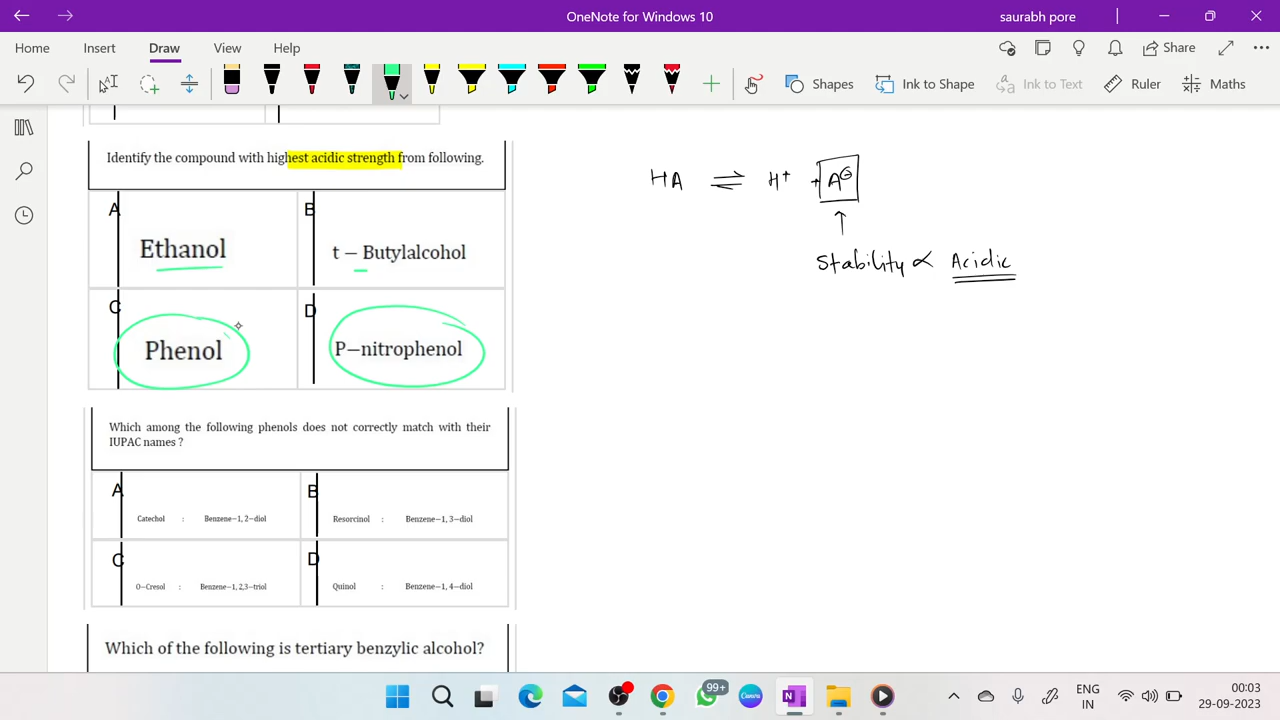 OneNote for Windows 10
saurabh pore
Home
Insert
Draw
View
Help
Share
Shapes
Ink to Shape
Ink to Text
Ruler
Maths
Identify the compound with highest acidic strength from following.
A
Ethanol
B
t – Butylalcohol
C
Phenol
D
P–nitrophenol
HA ⇌ H+ + A⊖
↑
Stability ∝ Acidic
Which among the following phenols does not correctly match with their
IUPAC names ?
A
Catechol : Benzene–1, 2–diol
B
Resorcinol : Benzene–1, 3–diol
C
O–Cresol : Benzene–1, 2,3–triol
D
Quinol : Benzene–1, 4–diol
Which of the following is tertiary benzylic alcohol?
99+
Canva
ENG
IN
00:03
29-09-2023